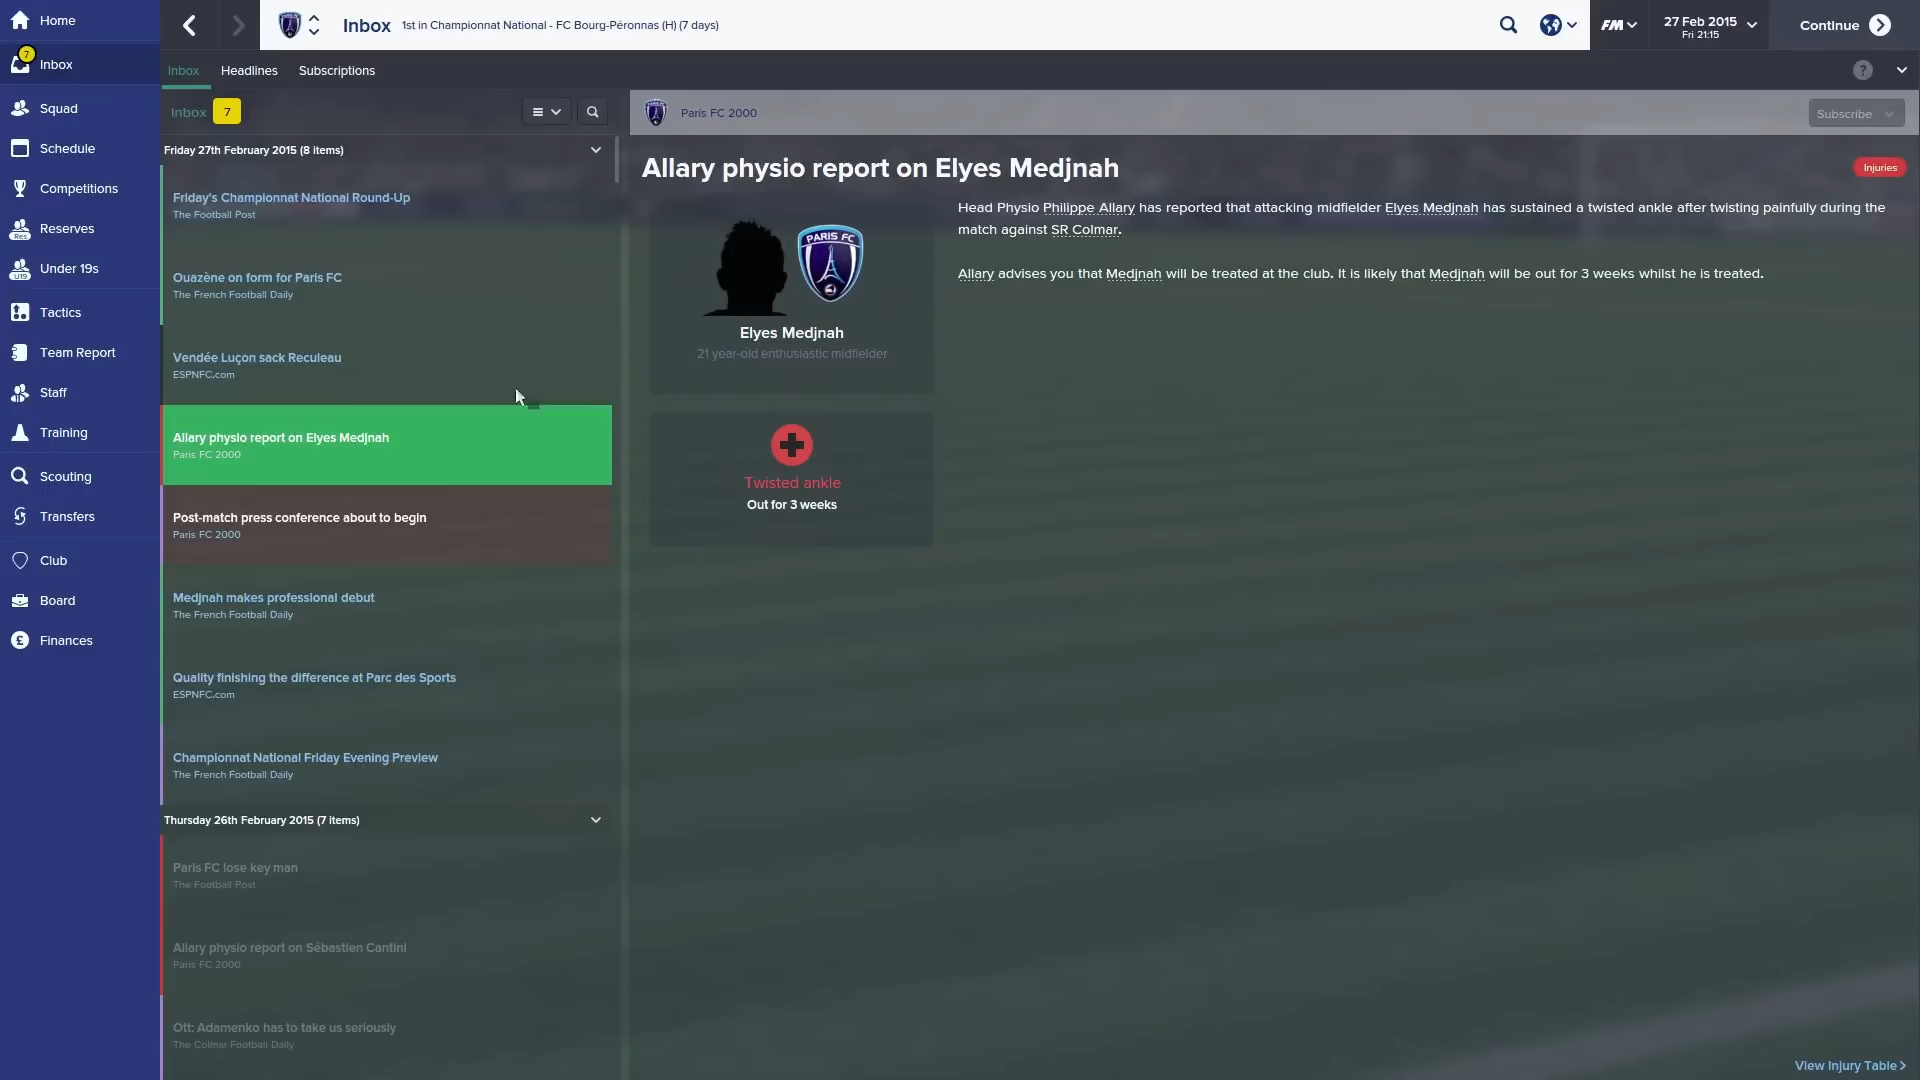 Home
7
Inbox
Squad
Schedule
Competitions
Res
Reserves
U19
Under 19s
Tactics
Team Report
Staff
Training
Scouting
Transfers
Club
Board
£
Finances
Inbox
1st in Championnat National - FC Bourg-Péronnas (H) (7 days)
FM
27 Feb 2015
Fri 21:15
Continue
Inbox
Headlines
Subscriptions
?
Inbox
7
Friday 27th February 2015 (8 items)
Friday's Championnat National Round-Up
The Football Post
Ouazène on form for Paris FC
The French Football Daily
Vendée Luçon sack Reculeau
ESPNFC.com
Allary physio report on Elyes Medjnah
Paris FC 2000
Post-match press conference about to begin
Paris FC 2000
Medjnah makes professional debut
The French Football Daily
Quality finishing the difference at Parc des Sports
ESPNFC.com
Championnat National Friday Evening Preview
The French Football Daily
Thursday 26th February 2015 (7 items)
Paris FC lose key man
The Football Post
Allary physio report on Sébastien Cantini
Paris FC 2000
Ott: Adamenko has to take us seriously
The Colmar Football Daily
Paris FC 2000
Subscribe
Allary physio report on Elyes Medjnah
Injuries
PARIS FC
Elyes Medjnah
21 year-old enthusiastic midfielder
Twisted ankle
Out for 3 weeks
Head Physio Philippe Allary has reported that attacking midfielder Elyes Medjnah has sustained a twisted ankle after twisting painfully during the
match against SR Colmar.
Allary advises you that Medjnah will be treated at the club. It is likely that Medjnah will be out for 3 weeks whilst he is treated.
View Injury Table